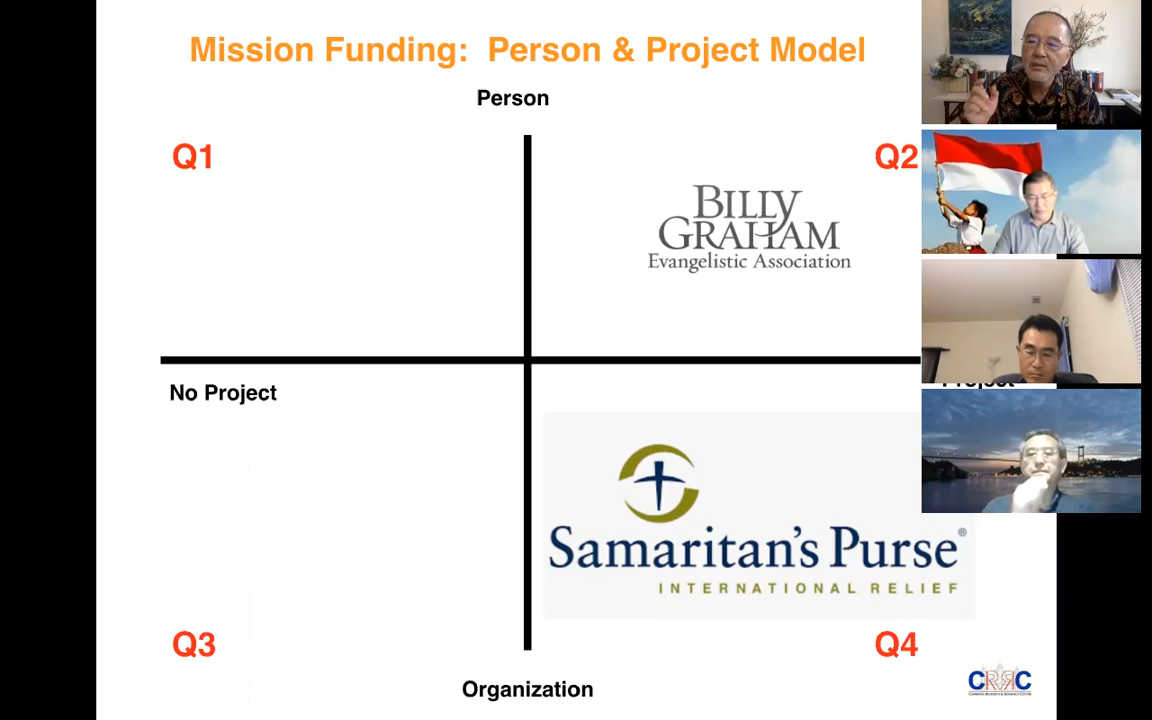 Mission Funding:  Person & Project Model
Person
Q1
Q2
BILLY
GRAHAM
Evangelistic Association
No Project
Project
Samaritan's Purse®
INTERNATIONAL RELIEF
Q3
Q4
Organization
CRRC